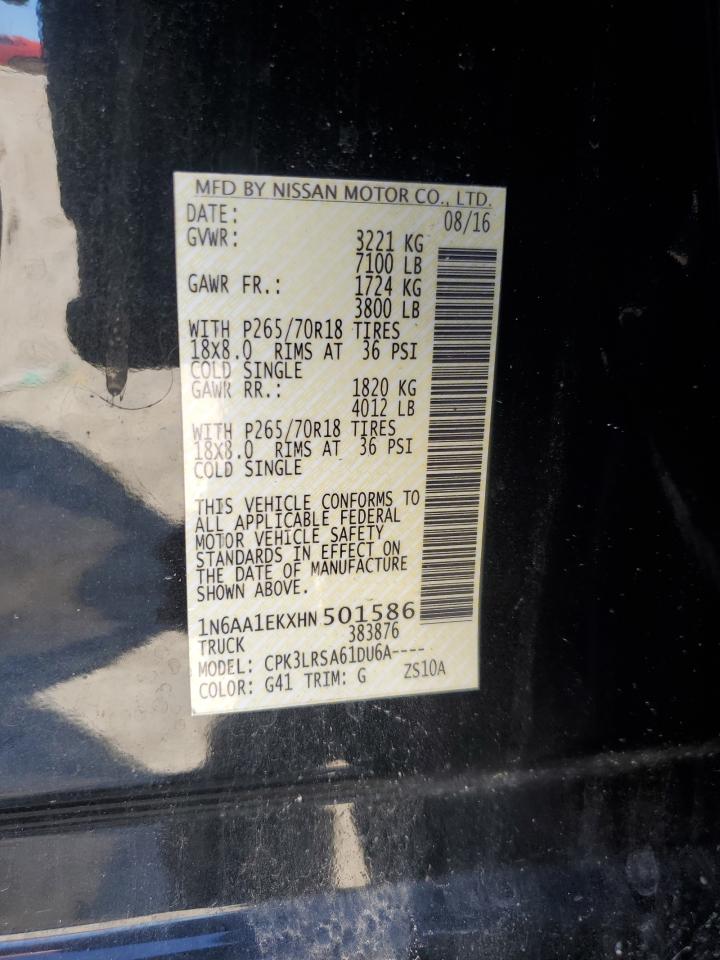 MFD BY NISSAN MOTOR CO., LTD.
DATE: 08/16
GVWR: 3221 KG
7100 LB
GAWR FR.: 1724 KG
3800 LB
WITH P265/70R18 TIRES
18X8.0 RIMS AT 36 PSI
COLD SINGLE
GAWR RR.: 1820 KG
4012 LB
WITH P265/70R18 TIRES
18X8.0 RIMS AT 36 PSI
COLD SINGLE
THIS VEHICLE CONFORMS TO
ALL APPLICABLE FEDERAL
MOTOR VEHICLE SAFETY
STANDARDS IN EFFECT ON
THE DATE OF MANUFACTURE
SHOWN ABOVE.
1N6AA1EKXHN501586
TRUCK 383876
MODEL: CPK3LRSA61DU6A----
COLOR: G41 TRIM: G ZS10A